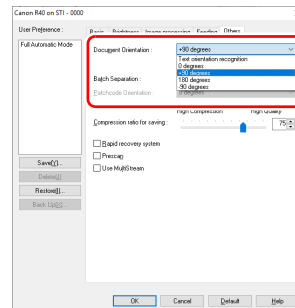 Canon R40 on STI - 0000
User Preference :
Full Automatic Mode
Save(Y)...
Delete(J)
Restore(I)...
Back Up(S)...
Basic Brightness Image processing Feeding Others
Document Orientation :
+90 degrees
Text orientation recognition
0 degrees
+90 degrees
180 degrees
-90 degrees
Batch Separation :
Patchcode Orientation :
0 degrees
High Compression High Quality
Compression ratio for saving :
75
Rapid recovery system
Prescan
Use MultiStream
OK Cancel Default Help